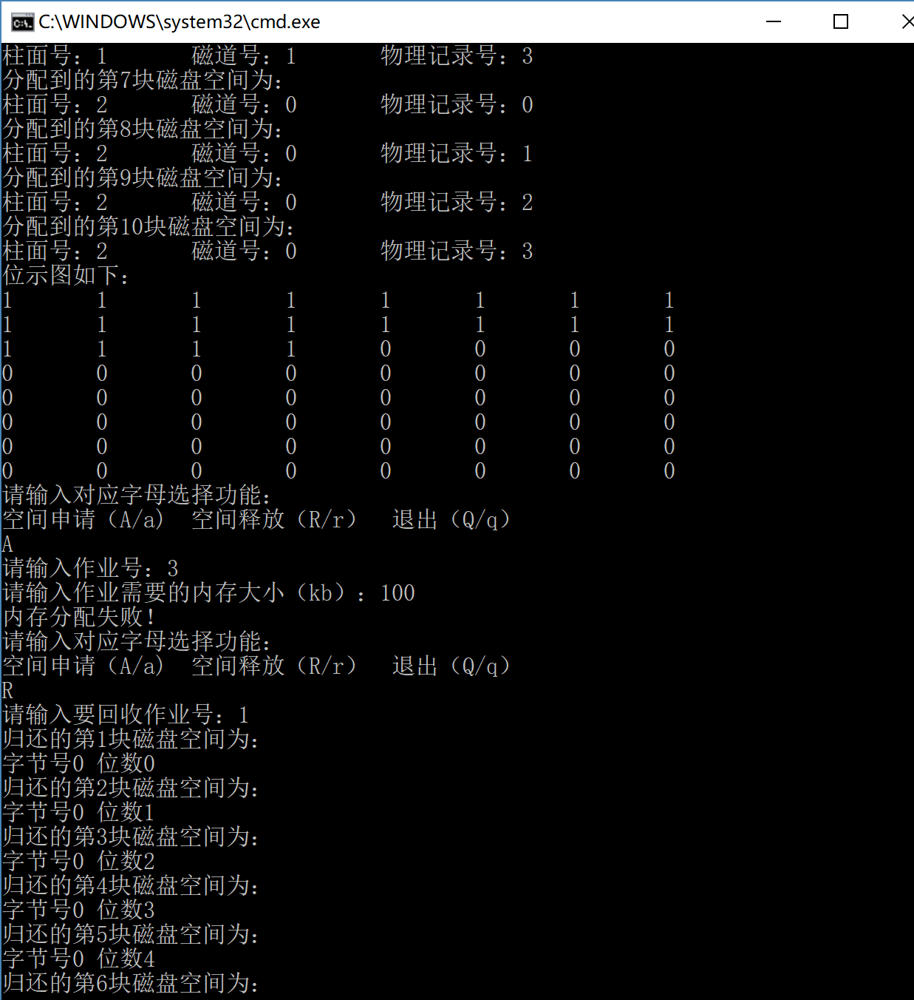 C:\WINDOWS\system32\cmd.exe
柱面号：1 磁道号：1 物理记录号：3
分配到的第7块磁盘空间为：
柱面号：2 磁道号：0 物理记录号：0
分配到的第8块磁盘空间为：
柱面号：2 磁道号：0 物理记录号：1
分配到的第9块磁盘空间为：
柱面号：2 磁道号：0 物理记录号：2
分配到的第10块磁盘空间为：
柱面号：2 磁道号：0 物理记录号：3
位示图如下：
1 1 1 1 1 1 1 1
1 1 1 1 1 1 1 1
1 1 1 1 0 0 0 0
0 0 0 0 0 0 0 0
0 0 0 0 0 0 0 0
0 0 0 0 0 0 0 0
0 0 0 0 0 0 0 0
0 0 0 0 0 0 0 0
请输入对应字母选择功能：
空间申请（A/a） 空间释放（R/r） 退出（Q/q）
A
请输入作业号：3
请输入作业需要的内存大小（kb）：100
内存分配失败！
请输入对应字母选择功能：
空间申请（A/a） 空间释放（R/r） 退出（Q/q）
R
请输入要回收作业号：1
归还的第1块磁盘空间为：
字节号0 位数0
归还的第2块磁盘空间为：
字节号0 位数1
归还的第3块磁盘空间为：
字节号0 位数2
归还的第4块磁盘空间为：
字节号0 位数3
归还的第5块磁盘空间为：
字节号0 位数4
归还的第6块磁盘空间为：